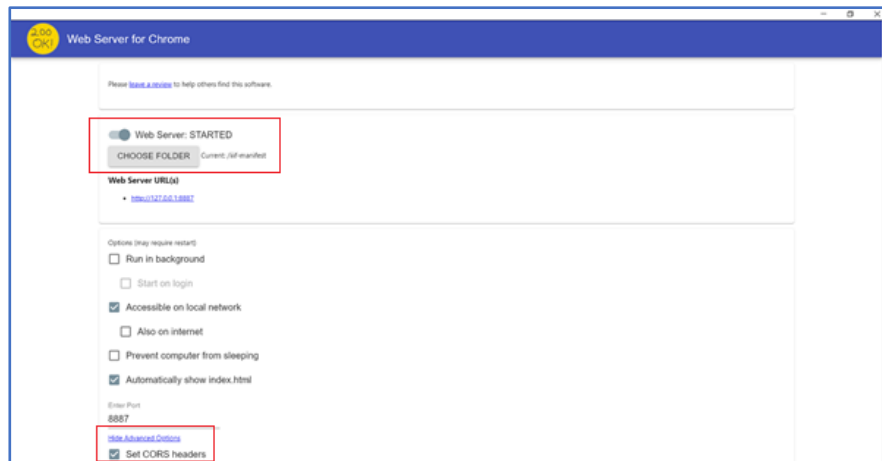 200
OK!
Web Server for Chrome
Please leave a review to help others find this software.
Web Server: STARTED
CHOOSE FOLDER Current: /iiif-manifest
Web Server URL(s)
http://127.0.0.1:8887
Options (may require restart)
Run in background
Start on login
Accessible on local network
Also on internet
Prevent computer from sleeping
Automatically show index.html
Enter Port
8887
Hide Advanced Options
Set CORS headers